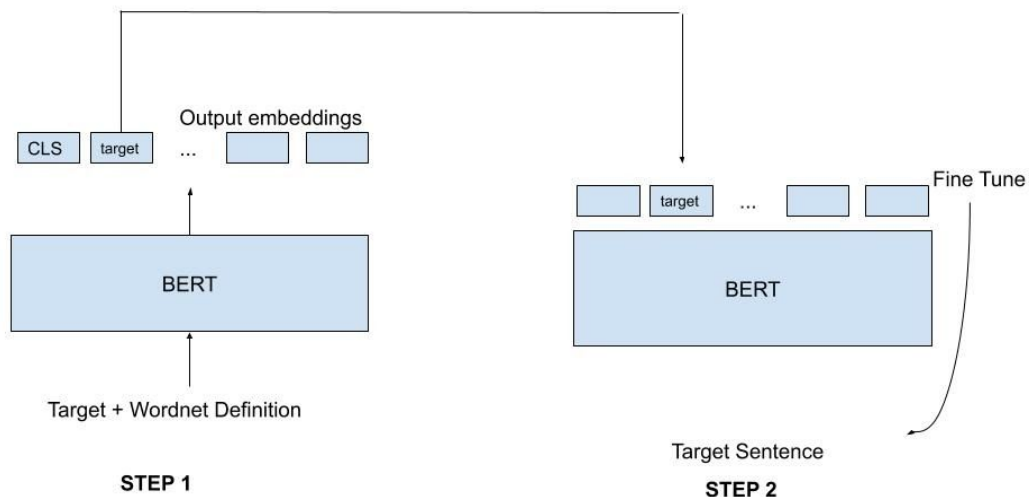 Output embeddings
CLS
target
...
BERT
Target + Wordnet Definition
STEP 1
Fine Tune
target
...
BERT
Target Sentence
STEP 2